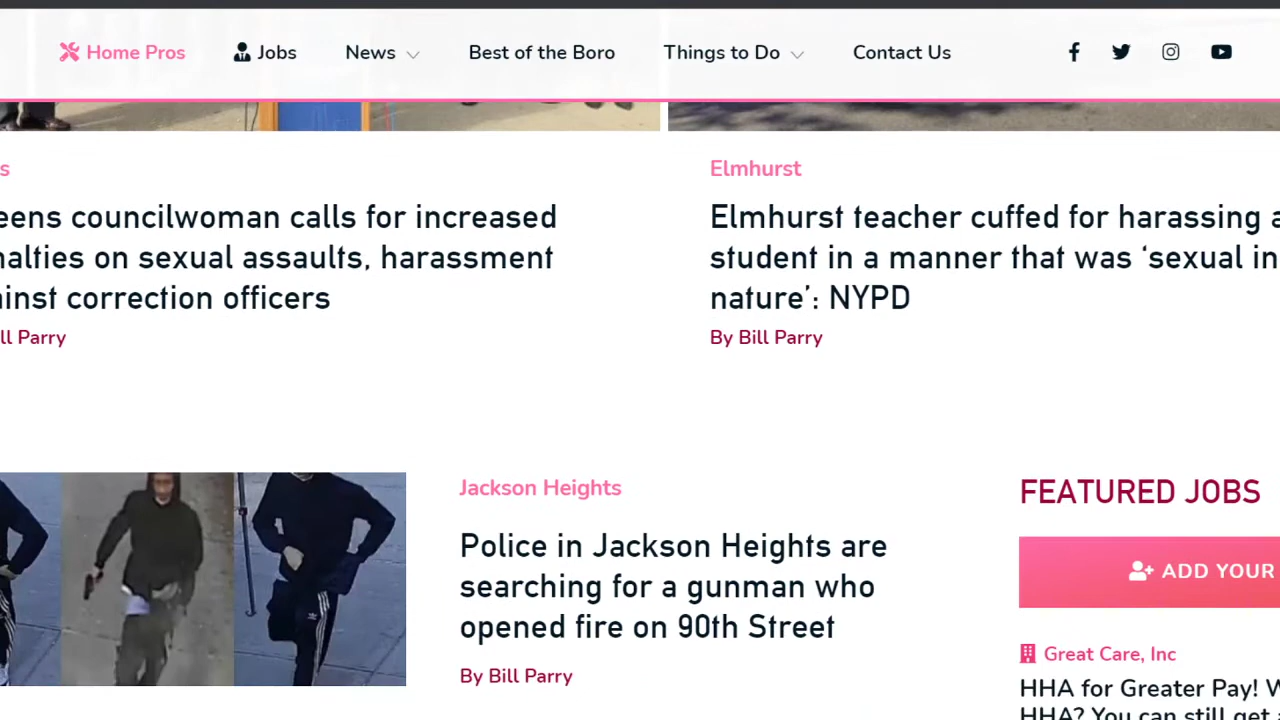 Home Pros Jobs News Best of the Boro Things to Do Contact Us
s
eens councilwoman calls for increased
nalties on sexual assaults, harassment
ainst correction officers
ll Parry
Elmhurst
Elmhurst teacher cuffed for harassing a
student in a manner that was ‘sexual in
nature’: NYPD
By Bill Parry
Jackson Heights
Police in Jackson Heights are
searching for a gunman who
opened fire on 90th Street
By Bill Parry
FEATURED JOBS
ADD YOUR
Great Care, Inc
HHA for Greater Pay! W
HHA? You can still get a